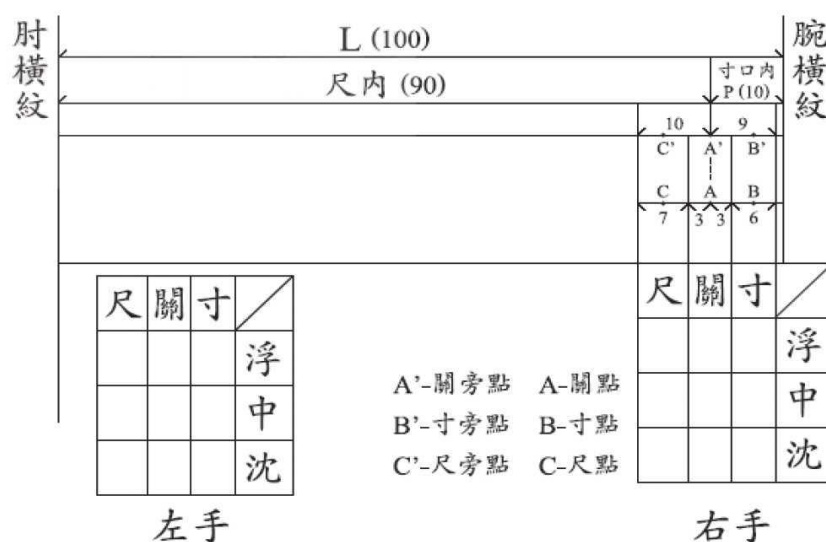 肘橫紋
L (100)
腕橫紋
尺内 (90)
寸口内
P (10)
10 9
C’ A’ B’
C A B
7 3 3 6
尺 關 寸
浮
中
沈
左手
A’-關旁點 A-關點
B’-寸旁點 B-寸點
C’-尺旁點 C-尺點
尺 關 寸
浮
中
沈
右手